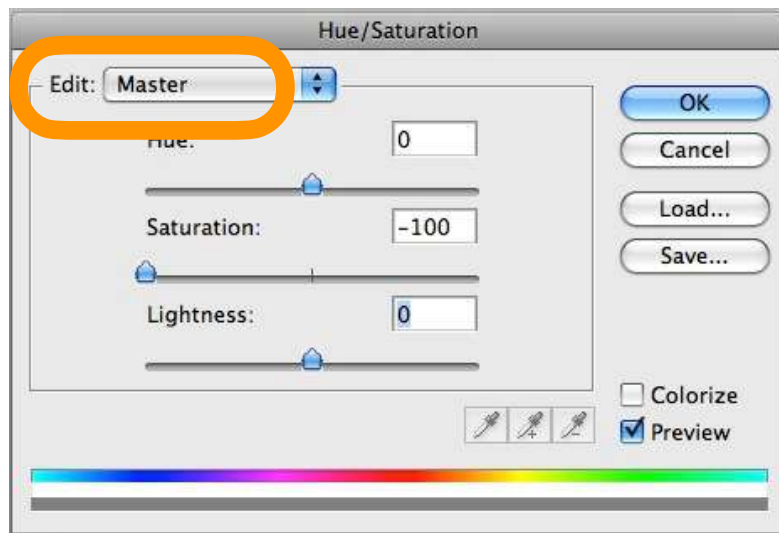 Hue/Saturation
Edit: Master
Hue: 0
Saturation: -100
Lightness: 0
OK
Cancel
Load...
Save...
Colorize
Preview